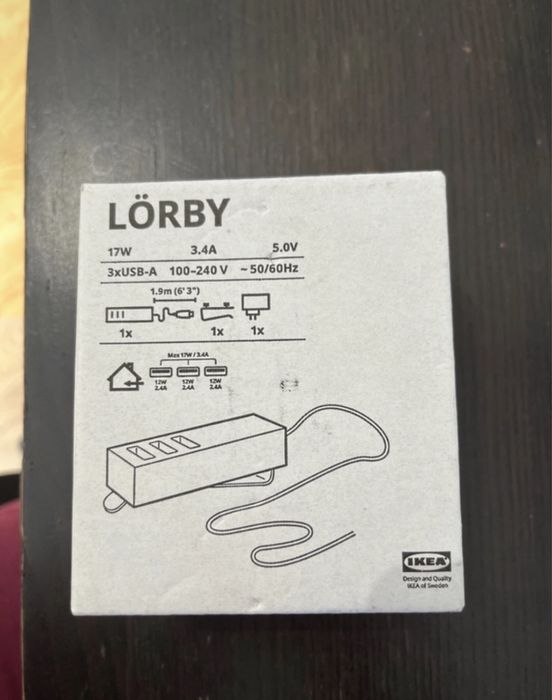 LÖRBY
17W 3.4A 5.0V
3xUSB-A 100-240 V ~ 50/60Hz
1.9m (6'3")
1x 1x 1x
Max 17W / 3.4A
12W 12W 12W
2.4A 2.4A 2.4A
IKEA
Design and Quality
IKEA of Sweden